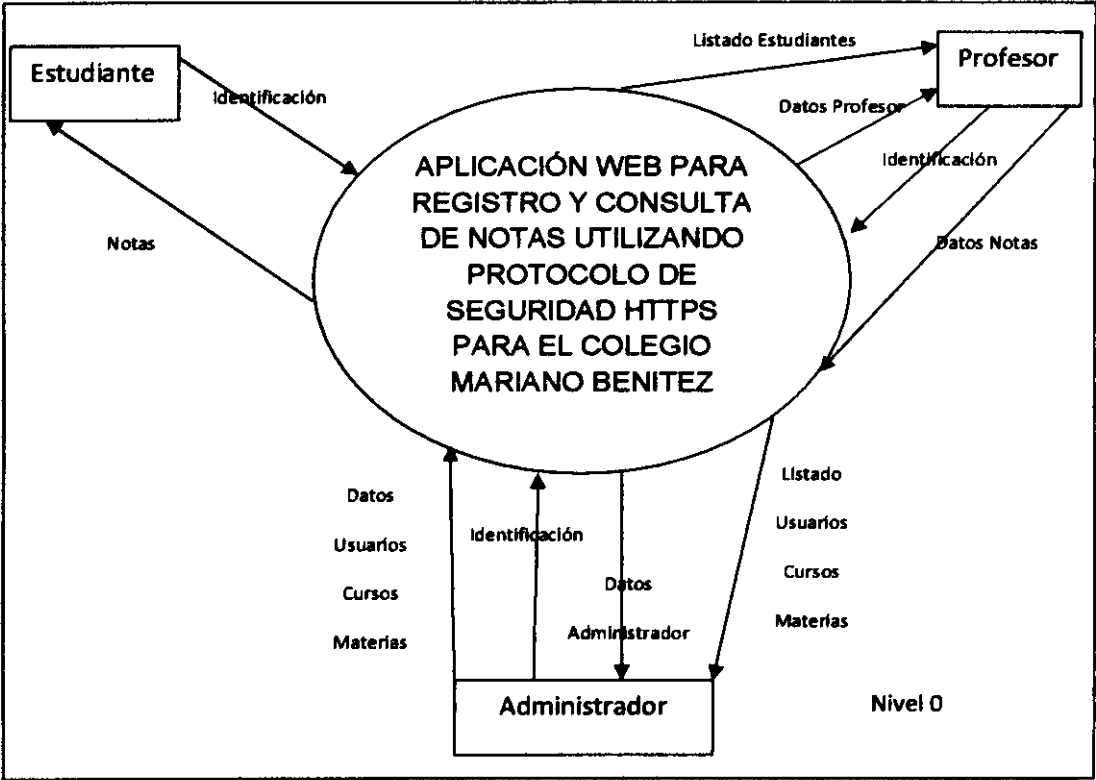 Estudiante
Identificación
Notas
Listado Estudiantes
Profesor
Datos Profesor
Identificación
Datos Notas
APLICACIÓN WEB PARA
REGISTRO Y CONSULTA
DE NOTAS UTILIZANDO
PROTOCOLO DE
SEGURIDAD HTTPS
PARA EL COLEGIO
MARIANO BENITEZ
Datos
Usuarios
Cursos
Materias
Identificación
Datos
Administrador
Listado
Usuarios
Cursos
Materias
Administrador
Nivel 0